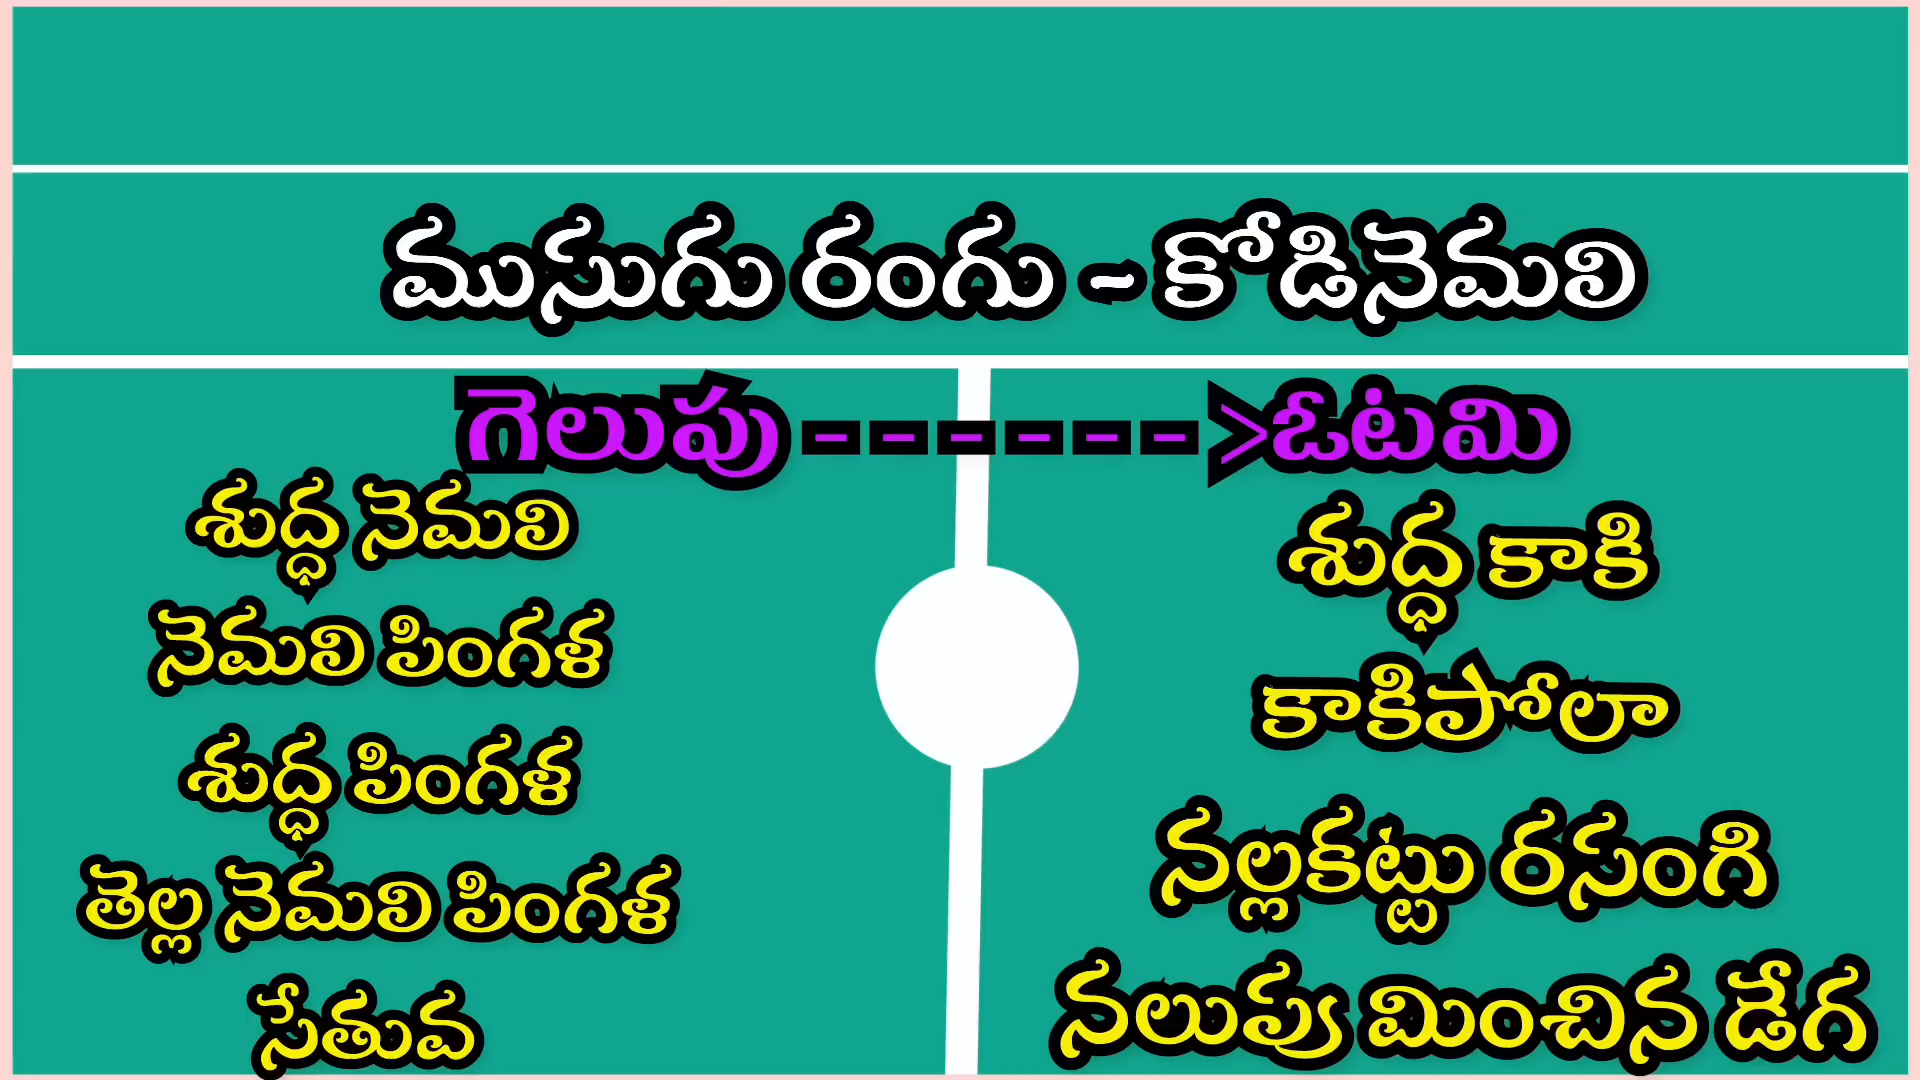 ముసుగు రంగు - కోడినెమలి
గెలుపు ------>ఓటమి
శుద్ధ నెమలి
నెమలి పింగళ
శుద్ధ పింగళ
తెల్ల నెమలి పింగళ
సేతువ
శుద్ధ కాకి
కాకిపోలా
నల్లకట్టు రసంగి
నలుపు మించిన డేగ